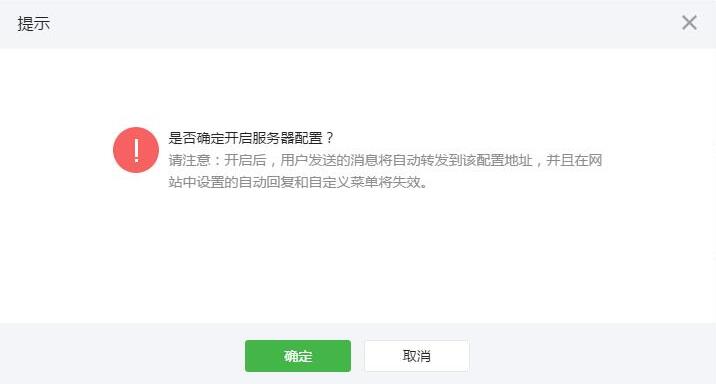 提示
是否确定开启服务器配置？
请注意：开启后，用户发送的消息将自动转发到该配置地址，并且在网
站中设置的自动回复和自定义菜单将失效。
确定
取消